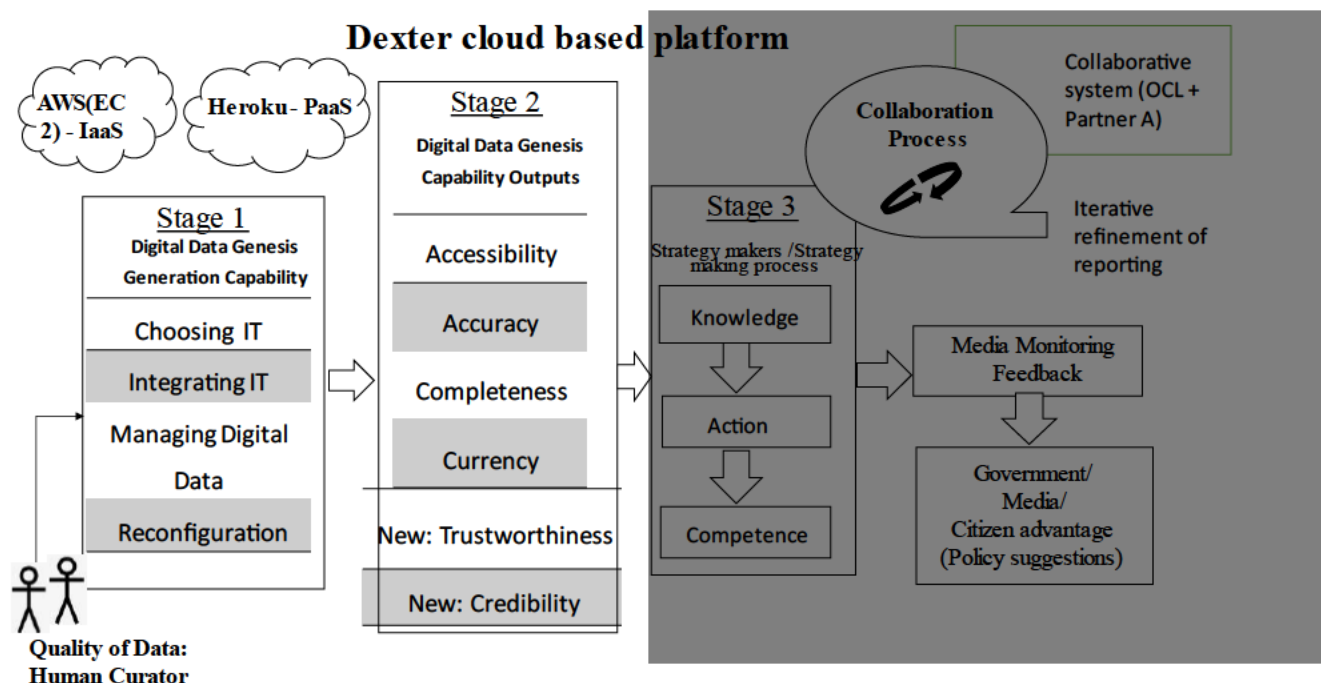 Dexter cloud based platform
AWS(EC
2) - IaaS
Heroku- PaaS
Stage 1
Digital Data Genesis
Generation Capability
Choosing IT
Integrating IT
Managing Digital
Data
Reconfiguration
Quality of Data:
Human Curator
Stage 2
Digital Data Genesis
Capability Outputs
Accessibility
Accuracy
Completeness
Currency
New: Trustworthiness
New: Credibility
Stage 3
Strategy makers /Strategy
making process
Knowledge
Action
Competence
Collaboration
Process
Collaborative
system (OCL +
Partner A)
Iterative
refinement of
reporting
Media Monitoring
Feedback
Government/
Media/
Citizen advantage
(Policy suggestions)